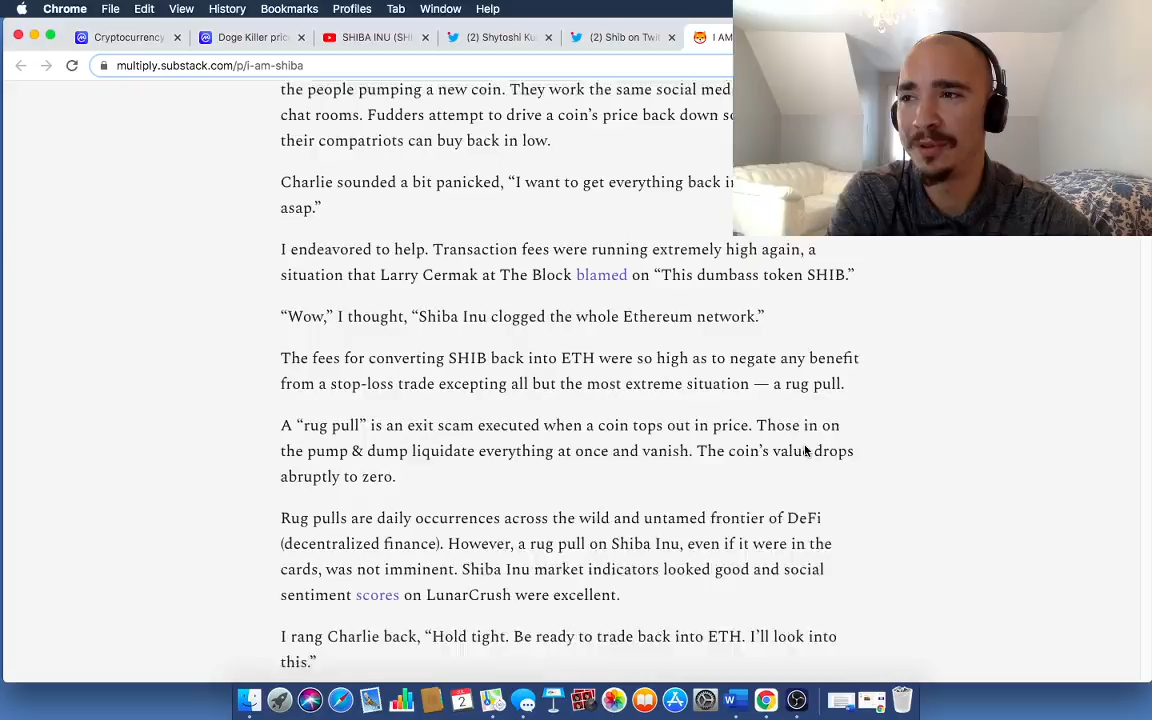 Chrome File Edit View History Bookmarks Profiles Tab Window Help
Cryptocurrency Doge Killer pric SHIBA INU (SHI (2) Shytoshi Ku (2) Shib on Twit I AM
multiply.substack.com/p/i-am-shiba
the people pumping a new coin. They work the same social med
chat rooms. Fudders attempt to drive a coin’s price back down so
their compatriots can buy back in low.
Charlie sounded a bit panicked, “I want to get everything back in
asap.”
I endeavored to help. Transaction fees were running extremely high again, a
situation that Larry Cermak at The Block blamed on “This dumbass token SHIB.”
“Wow,” I thought, “Shiba Inu clogged the whole Ethereum network.”
The fees for converting SHIB back into ETH were so high as to negate any benefit
from a stop-loss trade excepting all but the most extreme situation — a rug pull.
A “rug pull” is an exit scam executed when a coin tops out in price. Those in on
the pump & dump liquidate everything at once and vanish. The coin’s value drops
abruptly to zero.
Rug pulls are daily occurrences across the wild and untamed frontier of DeFi
(decentralized finance). However, a rug pull on Shiba Inu, even if it were in the
cards, was not imminent. Shiba Inu market indicators looked good and social
sentiment scores on LunarCrush were excellent.
I rang Charlie back, “Hold tight. Be ready to trade back into ETH. I’ll look into
this.”
2